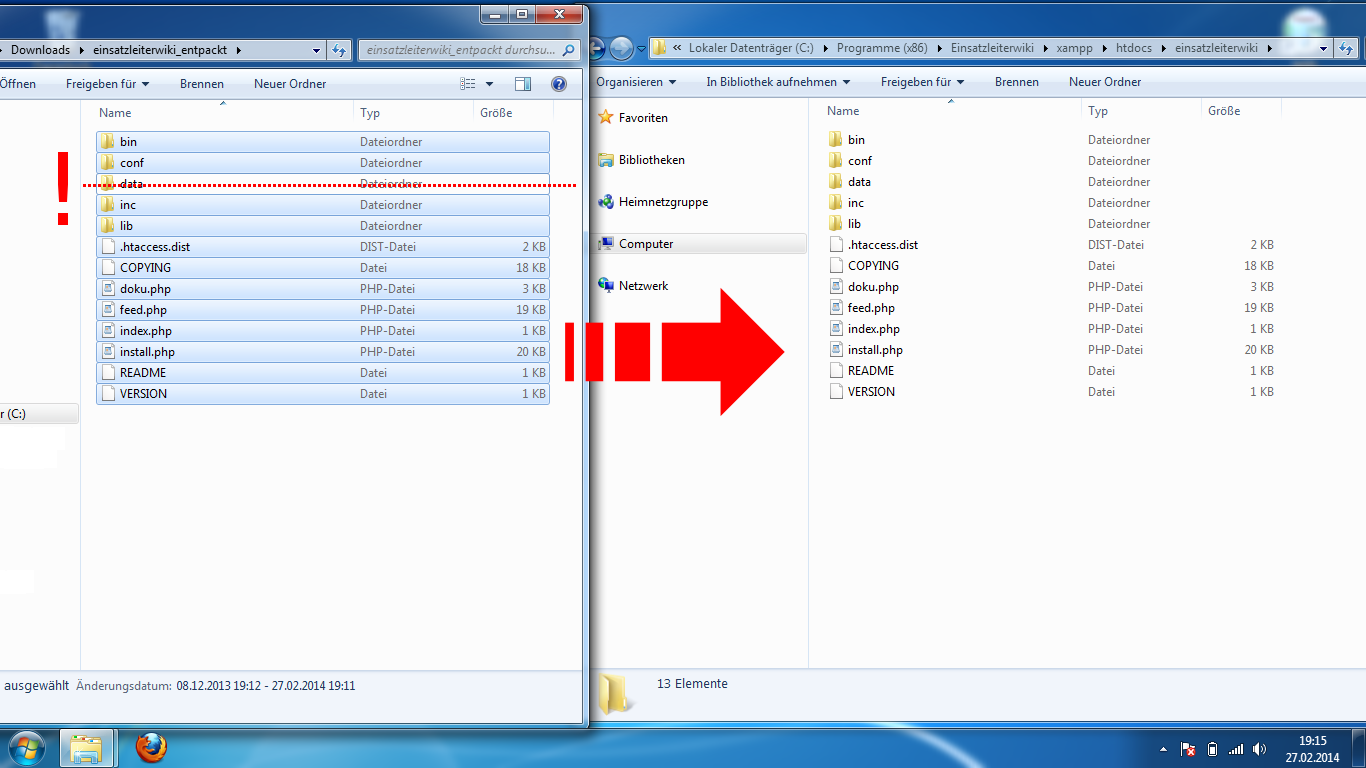 Downloads einsatzleiterwiki_entpackt einsatzleiterwiki_entpackt durchsu...
Öffnen Freigeben für Brennen Neuer Ordner
Name Typ Größe
bin Dateiordner
conf Dateiordner
data Dateiordner
inc Dateiordner
lib Dateiordner
.htaccess.dist DIST-Datei 2 KB
COPYING Datei 18 KB
doku.php PHP-Datei 3 KB
feed.php PHP-Datei 19 KB
index.php PHP-Datei 1 KB
install.php PHP-Datei 20 KB
README Datei 1 KB
VERSION Datei 1 KB
!
r (C:)
ausgewählt Änderungsdatum: 08.12.2013 19:12 - 27.02.2014 19:11
« Lokaler Datenträger (C:) Programme (x86) Einsatzleiterwiki xampp htdocs einsatzleiterwiki
Organisieren In Bibliothek aufnehmen Freigeben für Brennen Neuer Ordner
Favoriten
Bibliotheken
Heimnetzgruppe
Computer
Netzwerk
Name Typ Größe
bin Dateiordner
conf Dateiordner
data Dateiordner
inc Dateiordner
lib Dateiordner
.htaccess.dist DIST-Datei 2 KB
COPYING Datei 18 KB
doku.php PHP-Datei 3 KB
feed.php PHP-Datei 19 KB
index.php PHP-Datei 1 KB
install.php PHP-Datei 20 KB
README Datei 1 KB
VERSION Datei 1 KB
13 Elemente
19:15
27.02.2014